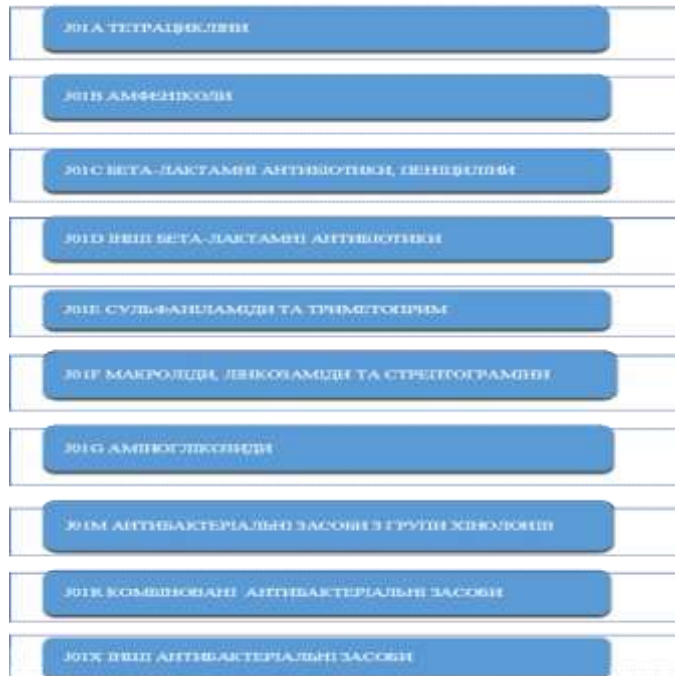 J01A ТЕТРАЦИКЛІНИ
J01B АМФЕНІКОЛИ
J01C БЕТА-ЛАКТАМНІ АНТИБІОТИКИ, ПЕНІЦИЛІНИ
J01D ІНШІ БЕТА-ЛАКТАМНІ АНТИБІОТИКИ
J01E СУЛЬФАНІЛАМІДИ ТА ТРИМЕТОПРИМ
J01F МАКРОЛІДИ, ЛІНКОЗАМІДИ ТА СТРЕПТОГРАМІНИ
J01G АМІНОГЛІКОЗИДИ
J01M АНТИБАКТЕРІАЛЬНІ ЗАСОБИ З ГРУПИ ХІНОЛОНІВ
J01R КОМБІНОВАНІ АНТИБАКТЕРІАЛЬНІ ЗАСОБИ
J01X ІНШІ АНТИБАКТЕРІАЛЬНІ ЗАСОБИ